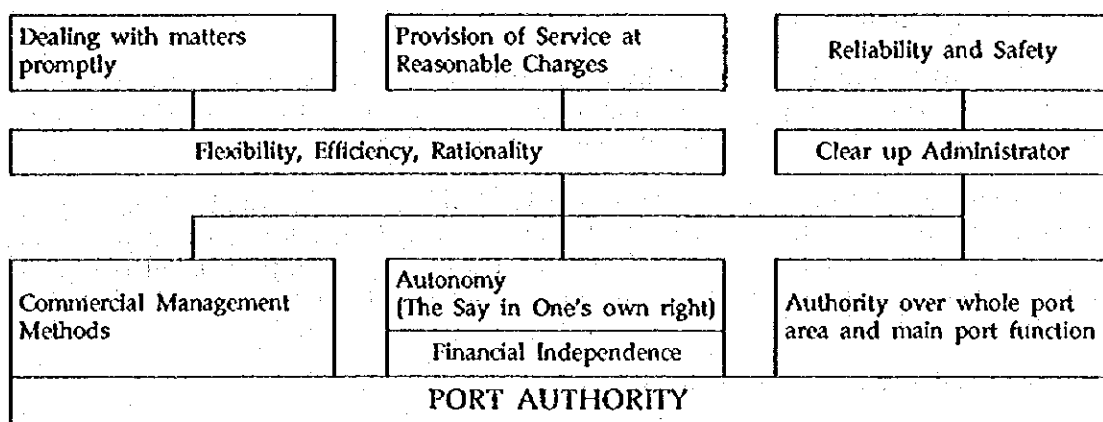 Dealing with matters
promptly
Provision of Service at
Reasonable Charges
Reliability and Safety
Flexibility, Efficiency, Rationality
Clear up Administrator
Commercial Management
Methods
Autonomy
(The Say in One's own right)
Financial Independence
Authority over whole port
area and main port function
PORT AUTHORITY